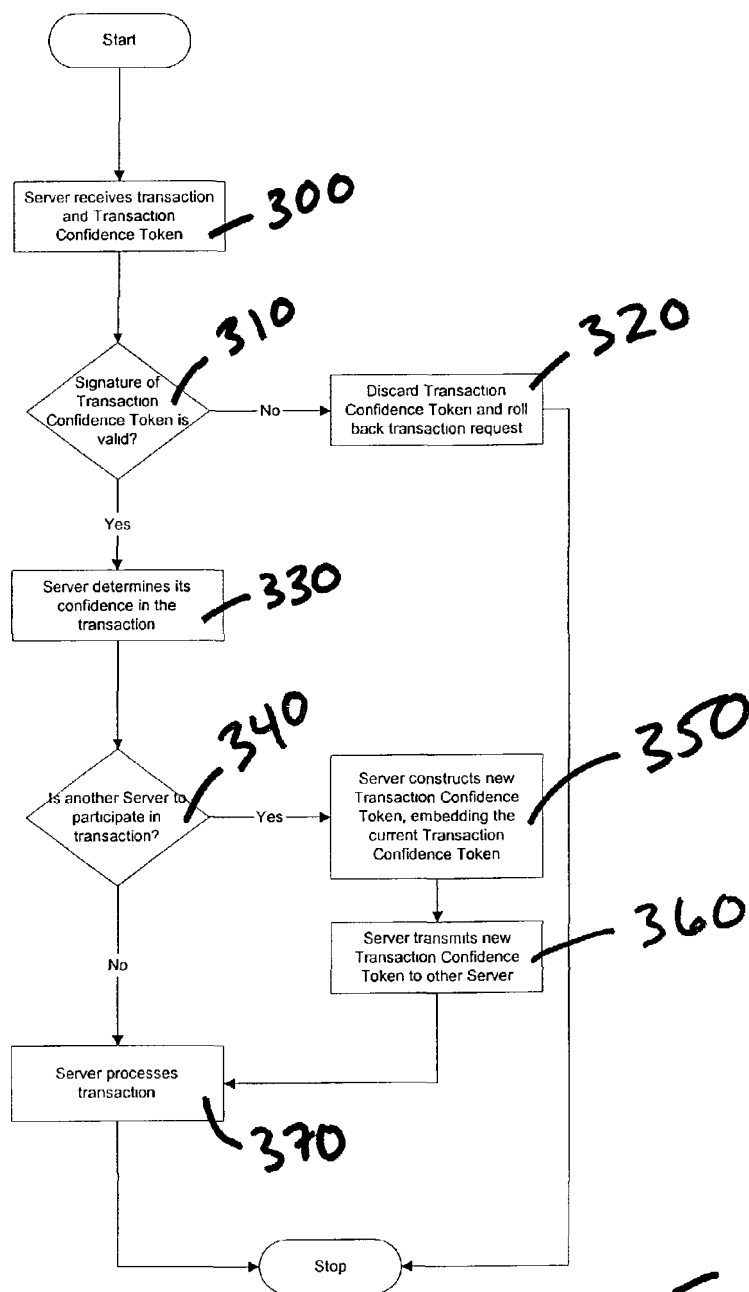 Start
Server receives transaction
and Transaction
Confidence Token
300
310
Signature of
Transaction
Confidence Token is
valid?
No
320
Discard Transaction
Confidence Token and roll
back transaction request
Yes
Server determines its
confidence in the
transaction
330
340
Is another Server to
participate in
transaction?
Yes
350
Server constructs new
Transaction Confidence
Token, embedding the
current Transaction
Confidence Token
360
Server transmits new
Transaction Confidence
Token to other Server
No
Server processes
transaction
370
Stop